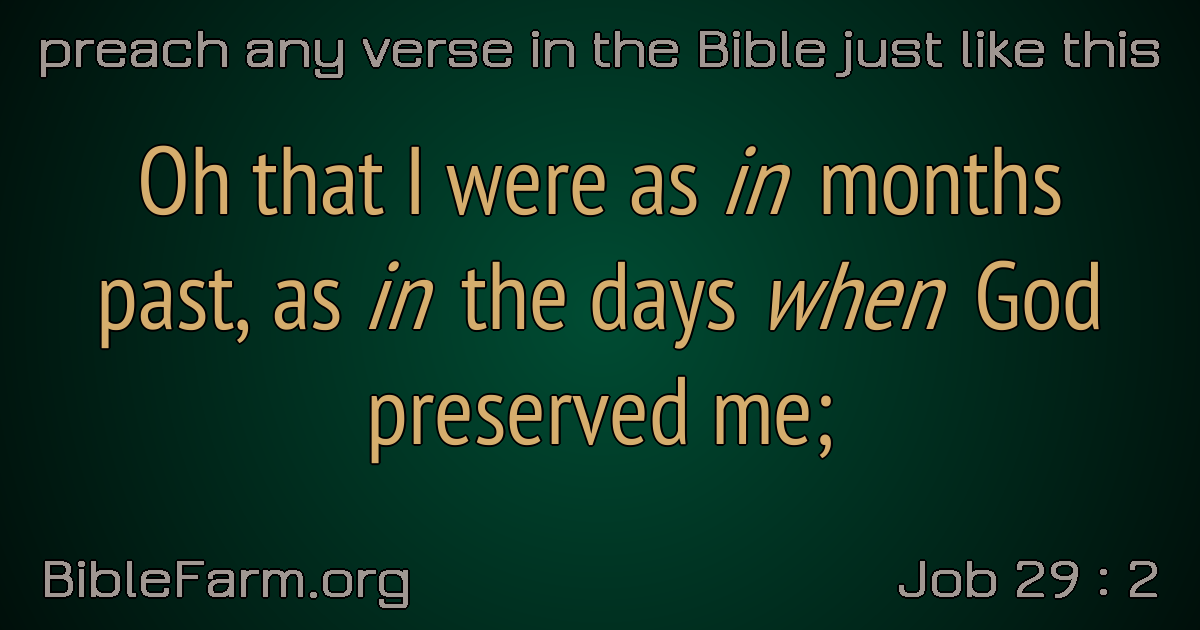 preach any verse in the Bible just like this
Oh that I were as in months
past, as in the days when God
preserved me;
BibleFarm.org
Job 29 : 2